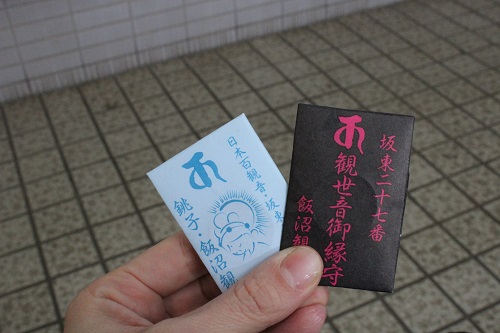 日本百観音・坂東
銚子・飯沼観
坂東二十七番
観世音御縁守
飯沼観